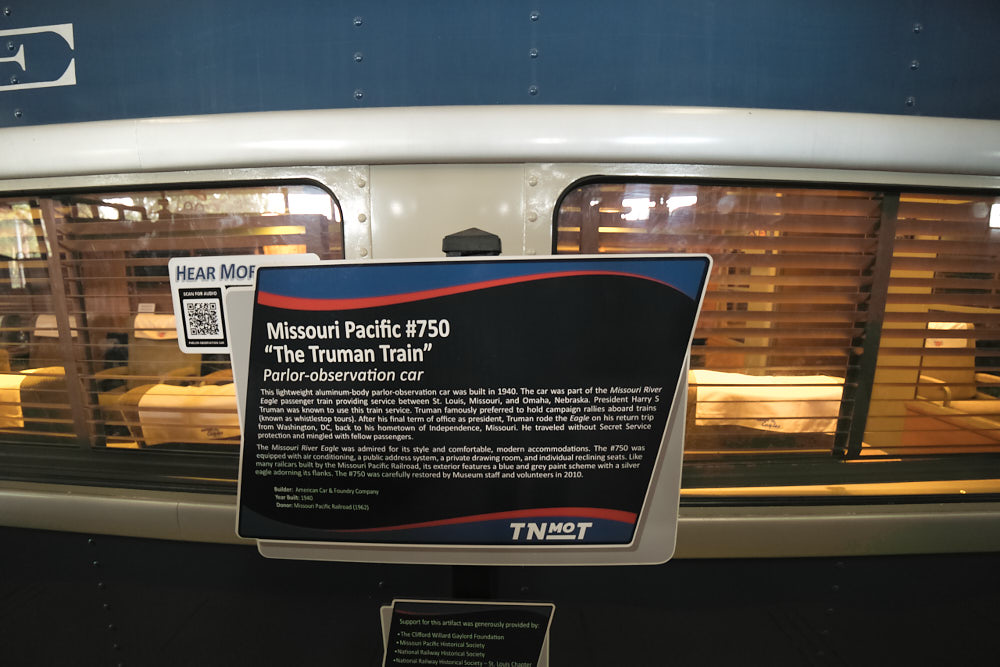 E
HEAR MOR
SCAN FOR AUDIO
PARLOR-OBSERVATION CAR
Missouri Pacific #750
“The Truman Train”
Parlor-observation car
This lightweight aluminum-body parlor-observation car was built in 1940. The car was part of the Missouri River
Eagle passenger train providing service between St. Louis, Missouri, and Omaha, Nebraska. President Harry S
Truman was known to use this train service. Truman famously preferred to hold campaign rallies aboard trains
(known as whistlestop tours). After his final term of office as president, Truman rode the Eagle on his return trip
from Washington, DC, back to his hometown of Independence, Missouri. He traveled without Secret Service
protection and mingled with fellow passengers.
The Missouri River Eagle was admired for its style and comfortable, modern accommodations. The #750 was
equipped with air conditioning, a public address system, a private drawing room, and individual reclining seats. Like
many railcars built by the Missouri Pacific Railroad, its exterior features a blue and grey paint scheme with a silver
eagle adorning its flanks. The #750 was carefully restored by Museum staff and volunteers in 2010.
Builder: American Car & Foundry Company
Year Built: 1940
Donor: Missouri Pacific Railroad (1962)
TNMOT
Support for this artifact was generously provided by:
• The Clifford Willard Gaylord Foundation
• Missouri Pacific Historical Society
• National Railway Historical Society
• National Railway Historical Society – St. Louis Chapter